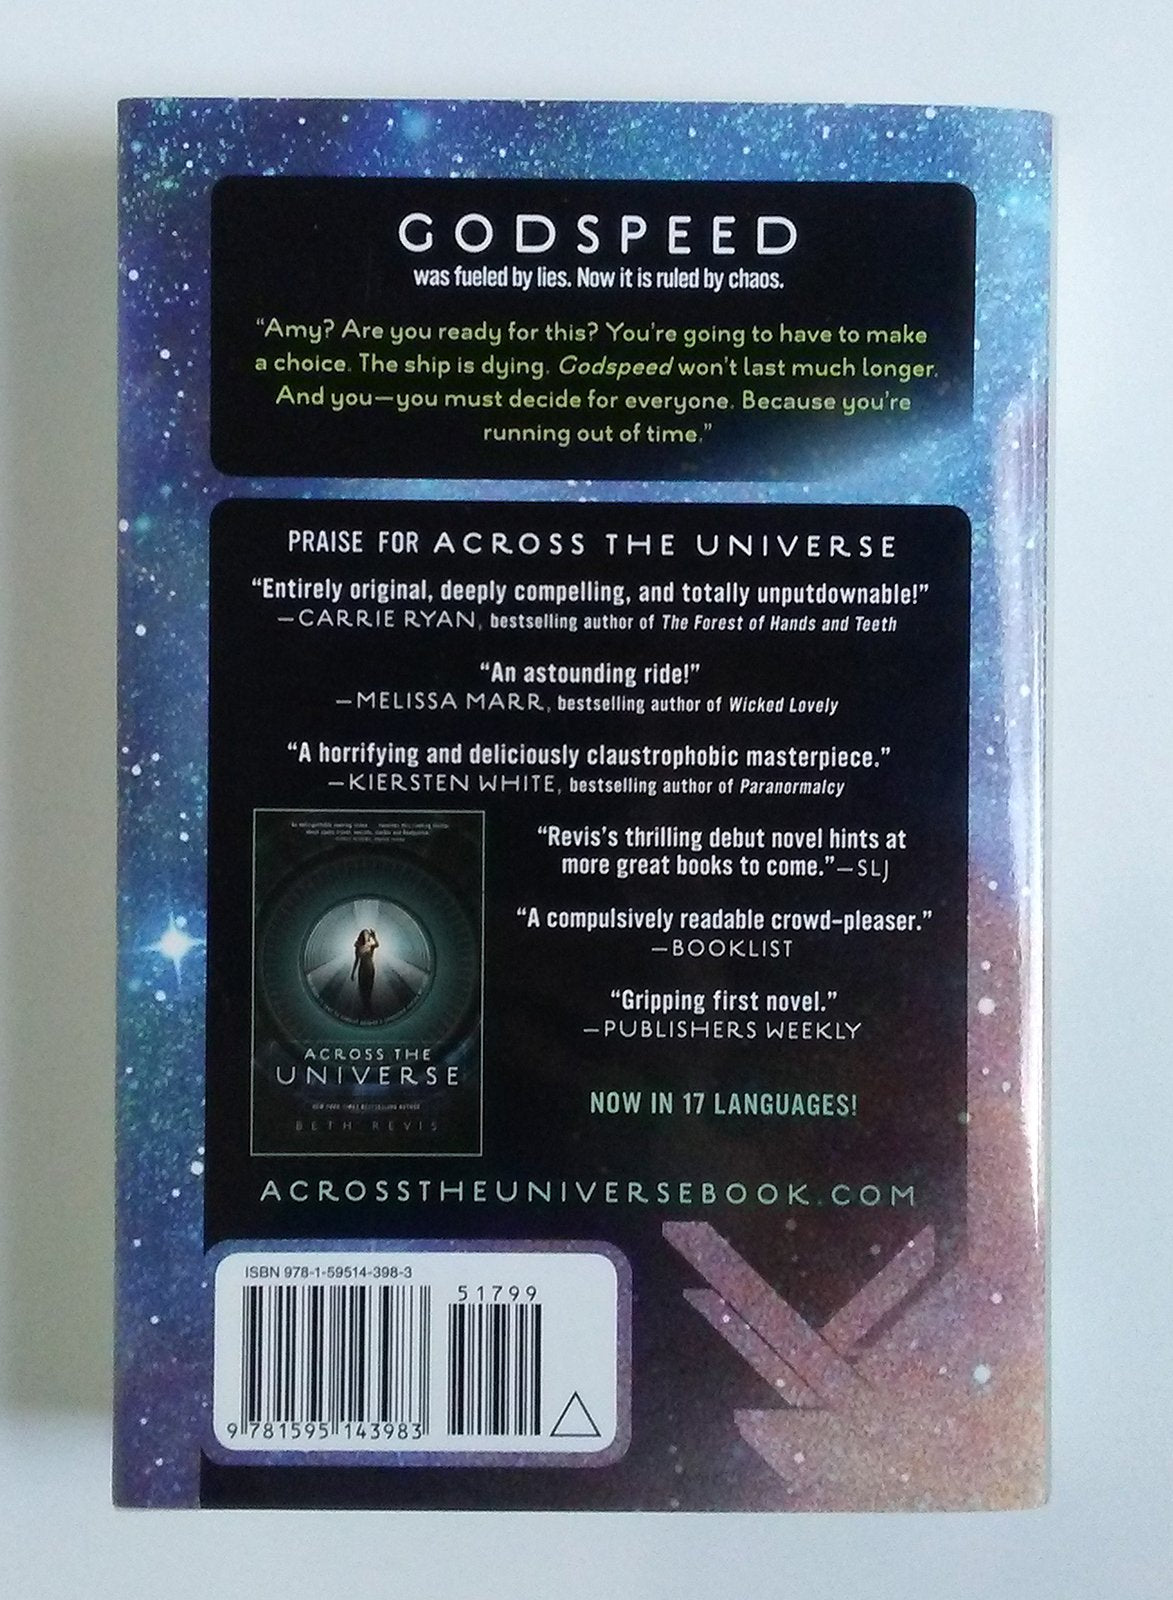 GODSPEED
was fueled by lies. Now it is ruled by chaos.
“Amy? Are you ready for this? You're going to have to make
a choice. The ship is dying. Godspeed won't last much longer.
And you—you must decide for everyone. Because you're
running out of time.”
PRAISE FOR ACROSS THE UNIVERSE
“Entirely original, deeply compelling, and totally unputdownable!”
—CARRIE RYAN, bestselling author of The Forest of Hands and Teeth
“An astounding ride!”
—MELISSA MARR, bestselling author of Wicked Lovely
“A horrifying and deliciously claustrophobic masterpiece.”
—KIERSTEN WHITE, bestselling author of Paranormalcy
“Revis's thrilling debut novel hints at
more great books to come.”—SLJ
“A compulsively readable crowd-pleaser.”
—BOOKLIST
“Gripping first novel.”
—PUBLISHERS WEEKLY
NOW IN 17 LANGUAGES!
ACROSS THE
UNIVERSE
NEW YORK TIMES BESTSELLING AUTHOR
BETH REVIS
ACROSSTHEUNIVERSEBOOK.COM
ISBN 978-1-59514-398-3
51799
9 781595 143983